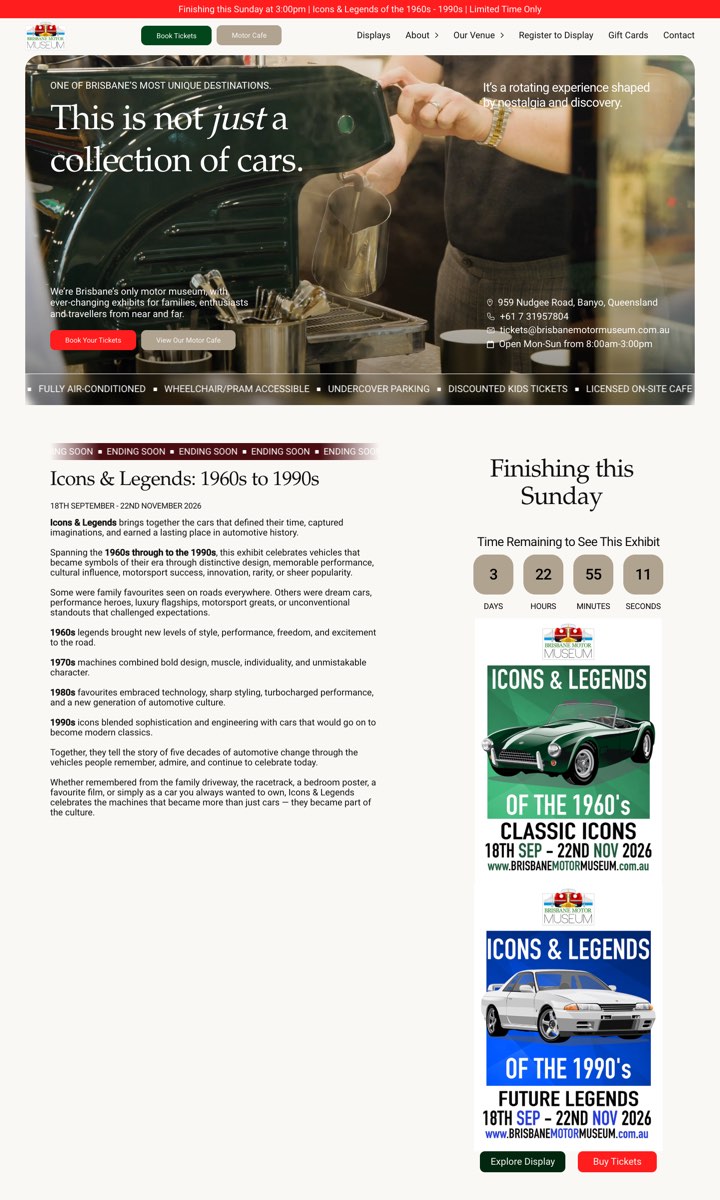 Finishing this Sunday at 3:00pm | Icons & Legends of the 1960s - 1990s | Limited Time Only
BRISBANE MOTOR
MUSEUM
Book Tickets
Motor Cafe
Displays
About
Our Venue
Register to Display
Gift Cards
Contact
ONE OF BRISBANE'S MOST UNIQUE DESTINATIONS.
This is not just a
collection of cars.
It's a rotating experience shaped
by nostalgia and discovery.
We're Brisbane's only motor museum, with
ever-changing exhibits for families, enthusiasts
and travellers from near and far.
Book Your Tickets
View Our Motor Cafe
959 Nudgee Road, Banyo, Queensland
+61 7 31957804
tickets@brisbanemotormuseum.com.au
Open Mon-Sun from 8:00am-3:00pm
▪ FULLY AIR-CONDITIONED ▪ WHEELCHAIR/PRAM ACCESSIBLE ▪ UNDERCOVER PARKING ▪ DISCOUNTED KIDS TICKETS ▪ LICENSED ON-SITE CAFE
NG SOON ▪ ENDING SOON ▪ ENDING SOON ▪ ENDING SOON ▪ ENDING SOO
Icons & Legends: 1960s to 1990s
18TH SEPTEMBER - 22ND NOVEMBER 2026
Icons & Legends brings together the cars that defined their time, captured
imaginations, and earned a lasting place in automotive history.
Spanning the 1960s through to the 1990s, this exhibit celebrates vehicles that
became symbols of their era through distinctive design, memorable performance,
cultural influence, motorsport success, innovation, rarity, or sheer popularity.
Some were family favourites seen on roads everywhere. Others were dream cars,
performance heroes, luxury flagships, motorsport greats, or unconventional
standouts that challenged expectations.
1960s legends brought new levels of style, performance, freedom, and excitement
to the road.
1970s machines combined bold design, muscle, individuality, and unmistakable
character.
1980s favourites embraced technology, sharp styling, turbocharged performance,
and a new generation of automotive culture.
1990s icons blended sophistication and engineering with cars that would go on to
become modern classics.
Together, they tell the story of five decades of automotive change through the
vehicles people remember, admire, and continue to celebrate today.
Whether remembered from the family driveway, the racetrack, a bedroom poster, a
favourite film, or simply as a car you always wanted to own, Icons & Legends
celebrates the machines that became more than just cars — they became part of
the culture.
Finishing this
Sunday
Time Remaining to See This Exhibit
3 22 55 11
DAYS HOURS MINUTES SECONDS
BRISBANE MOTOR
MUSEUM
ICONS & LEGENDS
OF THE 1960's
CLASSIC ICONS
18TH SEP - 22ND NOV 2026
www.BRISBANEMOTORMUSEUM.com.au
BRISBANE MOTOR
MUSEUM
ICONS & LEGENDS
OF THE 1990's
FUTURE LEGENDS
18TH SEP - 22ND NOV 2026
www.BRISBANEMOTORMUSEUM.com.au
Explore Display
Buy Tickets